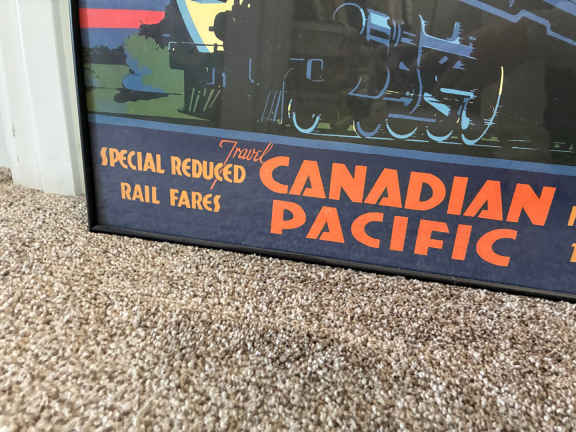 SPECIAL REDUCED
RAIL FARES
Travel
CANADIAN
PACIFIC